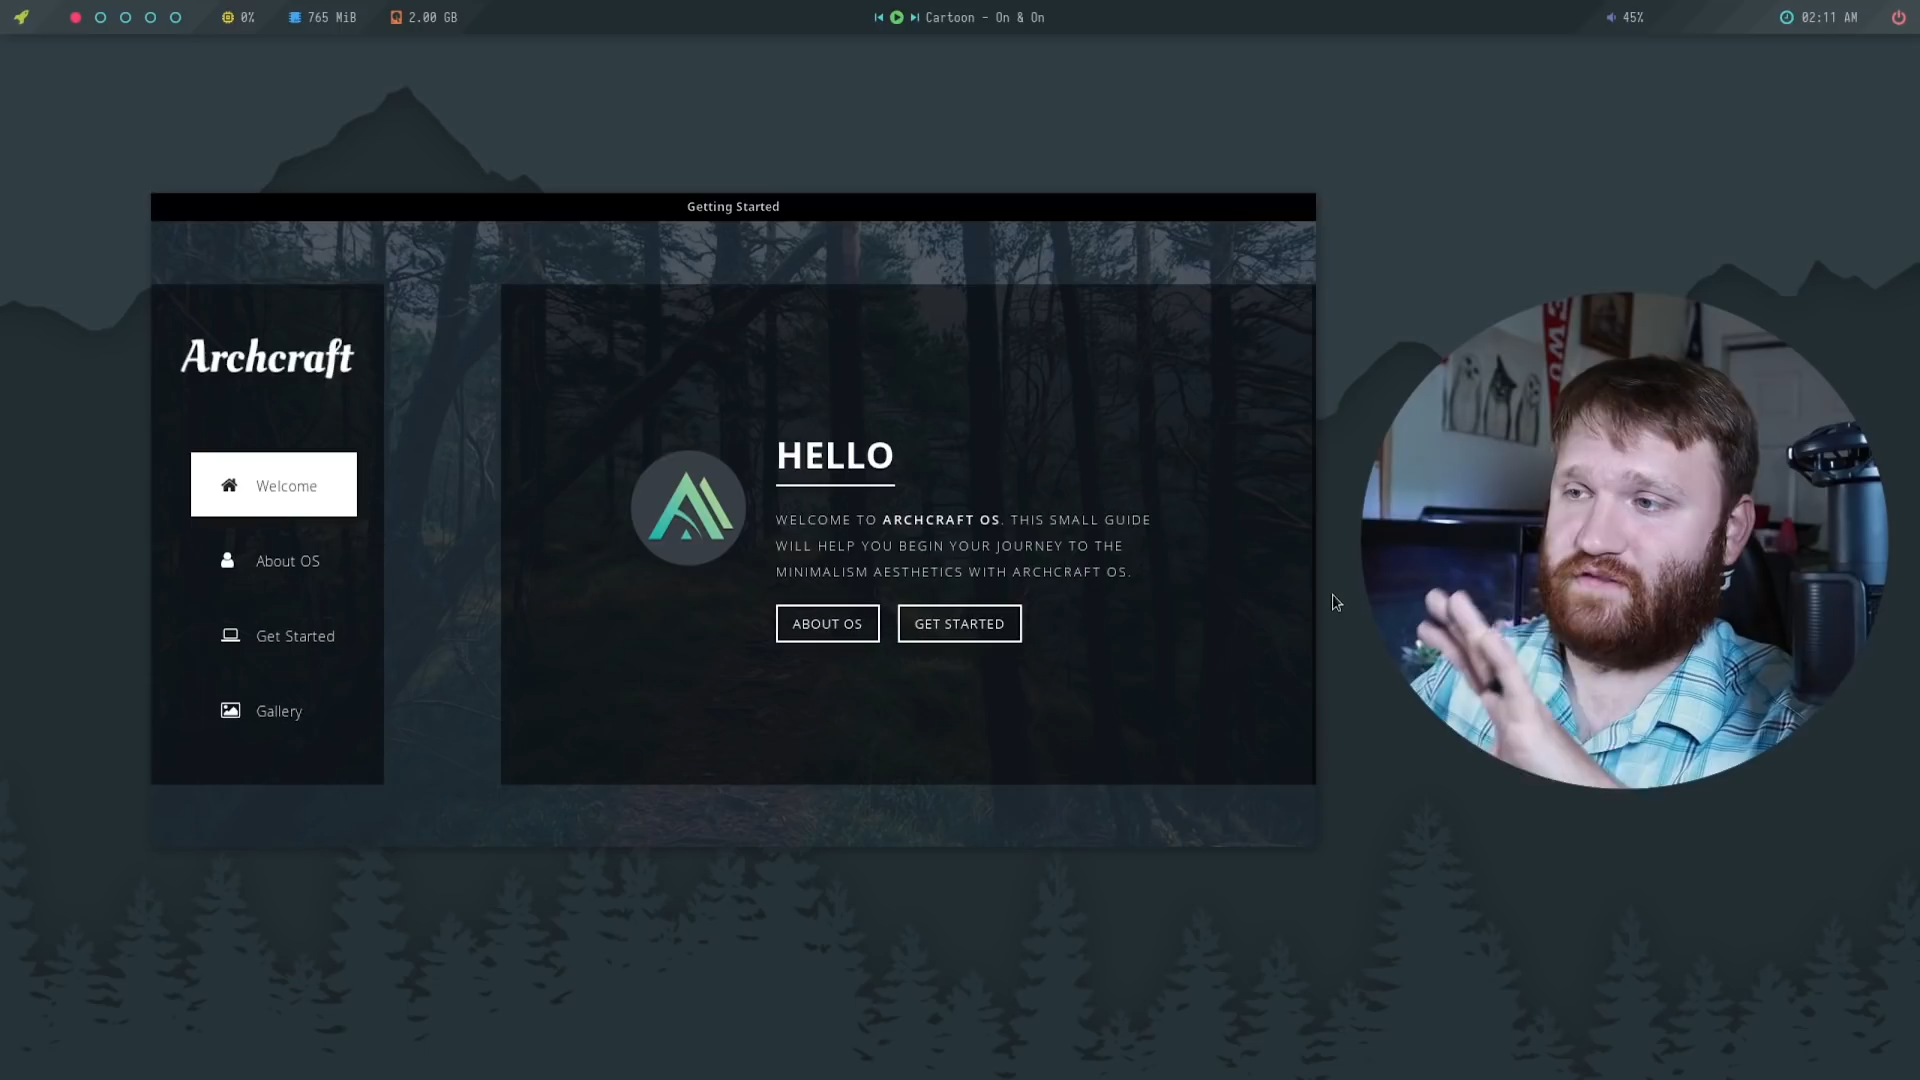 0%
765 MiB
2.00 GB
Cartoon - On & On
45%
02:11 AM
Getting Started
Archcraft
Welcome
About OS
Get Started
Gallery
HELLO
WELCOME TO ARCHCRAFT OS. THIS SMALL GUIDE
WILL HELP YOU BEGIN YOUR JOURNEY TO THE
MINIMALISM AESTHETICS WITH ARCHCRAFT OS.
ABOUT OS
GET STARTED